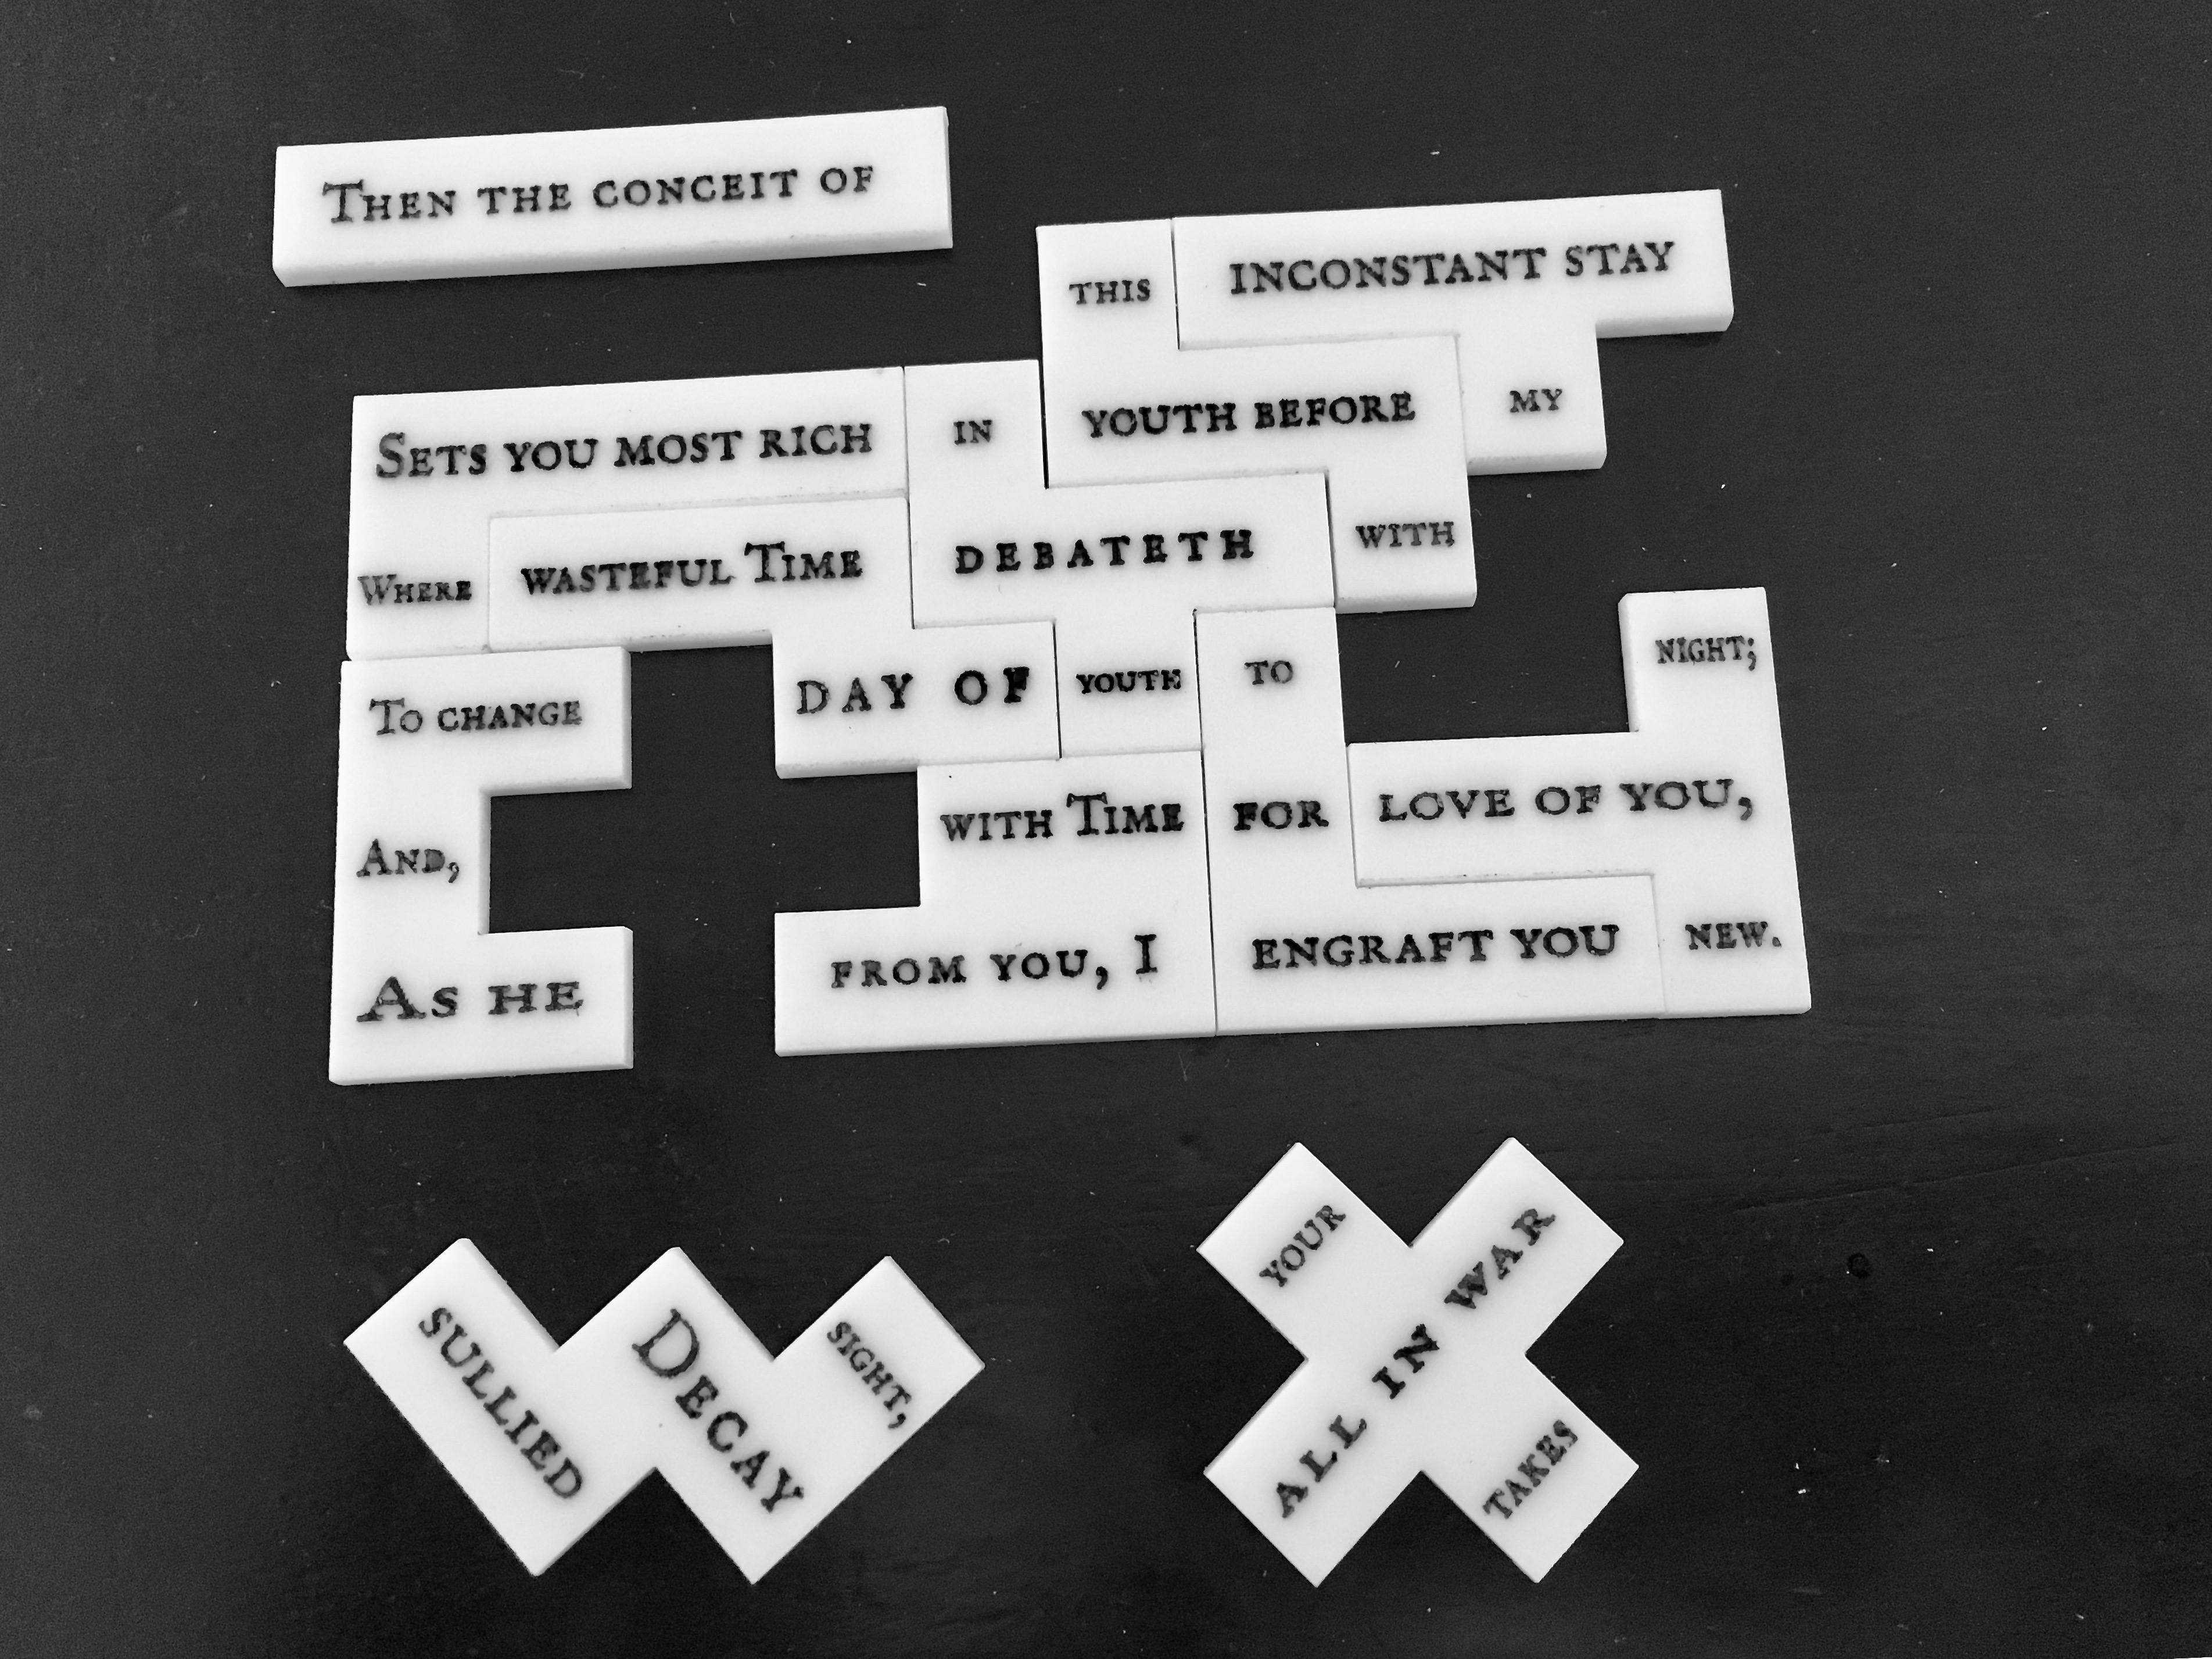 Then the conceit of
this inconstant stay
Sets you most rich in youth before my
Where wasteful Time debateth with
To change day of youth to night;
And, with Time for love of you,
As he from you, I engraft you new.
sullied
Decay
sight,
your
all in war
takes